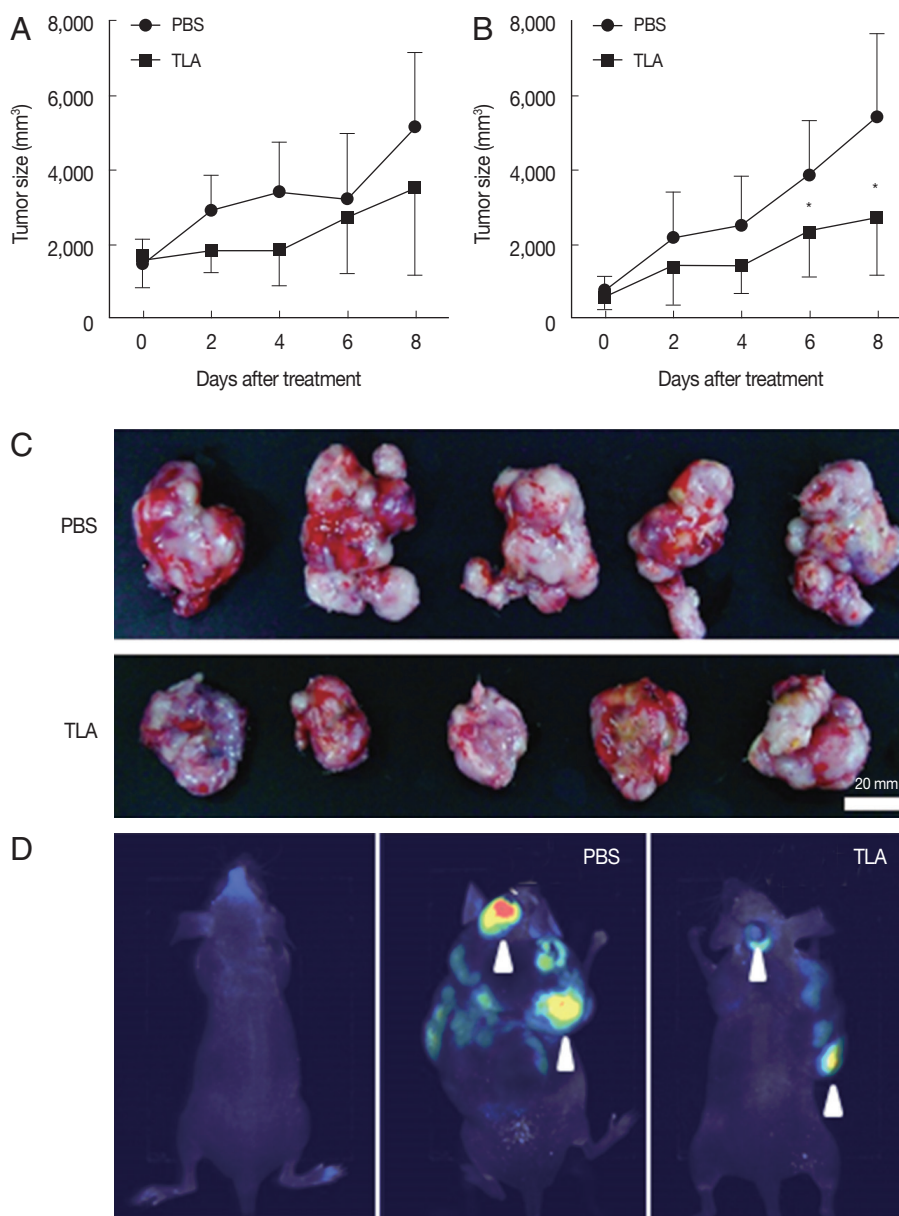 A
PBS
TLA
8,000
6,000
4,000
2,000
0
Tumor size (mm³)
0 2 4 6 8
Days after treatment
B
PBS
TLA
8,000
6,000
4,000
2,000
0
Tumor size (mm³)
*
*
0 2 4 6 8
Days after treatment
C
PBS
TLA
20 mm
D
PBS
TLA